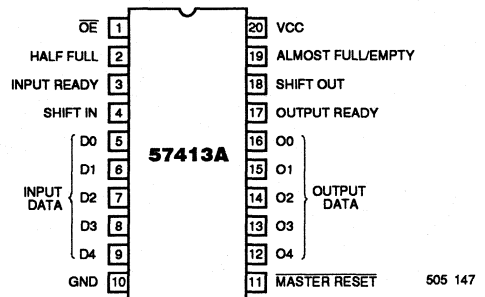 OE 1 20 VCC
HALF FULL 2 19 ALMOST FULL/EMPTY
INPUT READY 3 18 SHIFT OUT
SHIFT IN 4 17 OUTPUT READY
D0 5 57413A 16 O0
D1 6 15 O1
INPUT DATA D2 7 14 O2 OUTPUT DATA
D3 8 13 O3
D4 9 12 O4
GND 10 11 MASTER RESET 505 147